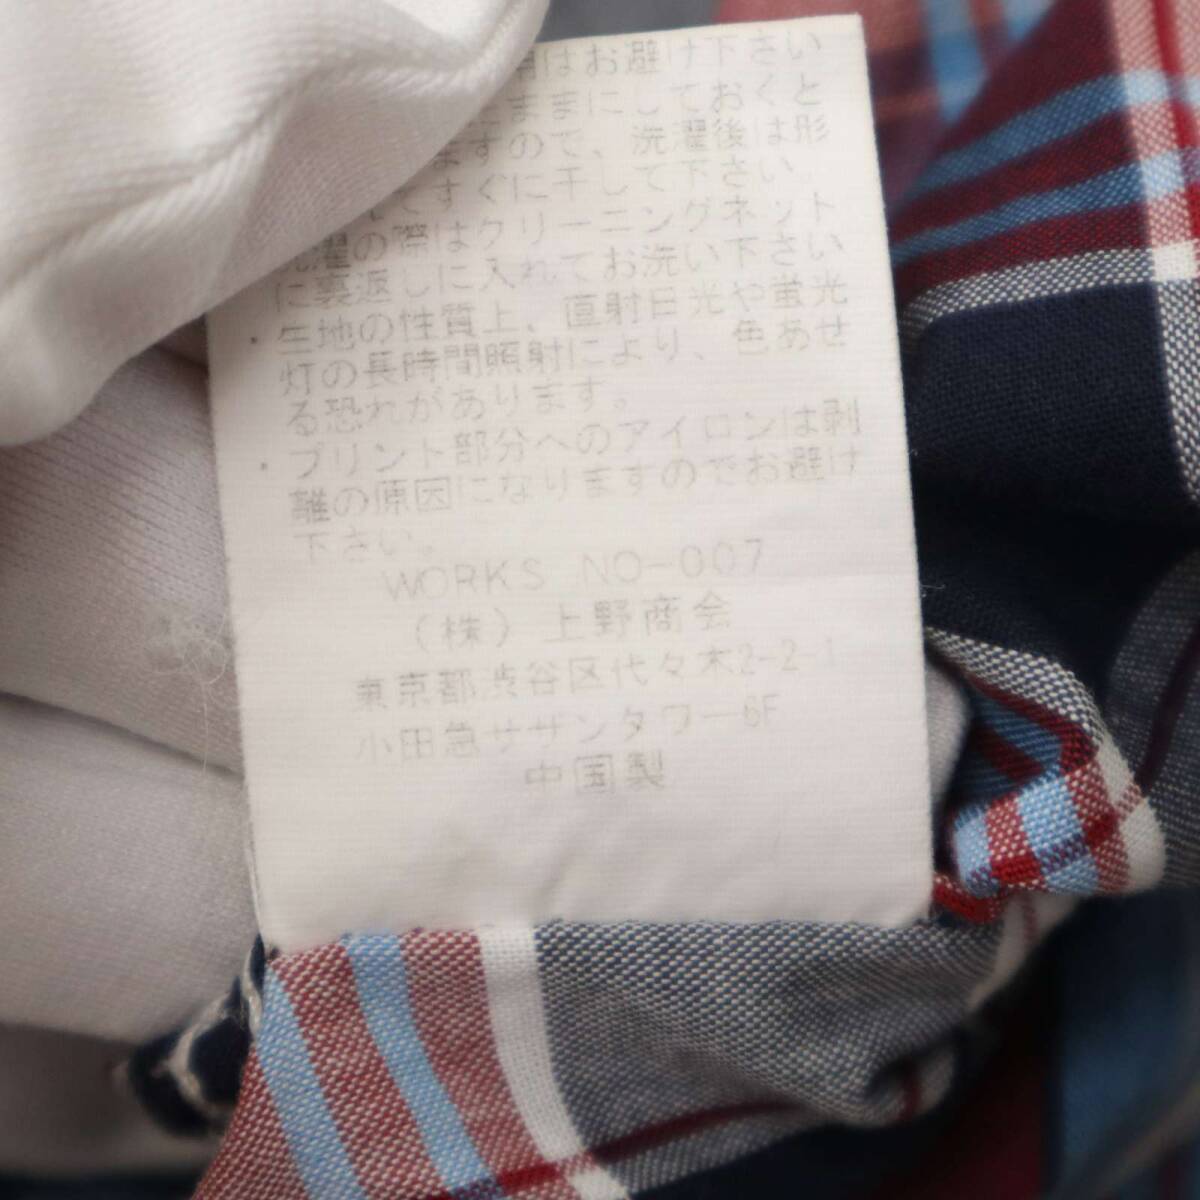 はお避け下さい
ままにしておくと
ますので、洗濯後は形
てすぐに干して下さい。
洗濯の際はクリーニングネット
に裏返しに入れてお洗い下さい
・生地の性質上、直射日光や蛍光
灯の長時間照射により、色あせ
る恐れがあります。
・プリント部分へのアイロンは剥
離の原因になりますのでお避け
下さい。
WORKS NO-007
(株)上野商会
東京都渋谷区代々木2-2-1
小田急サザンタワー6F
中国製